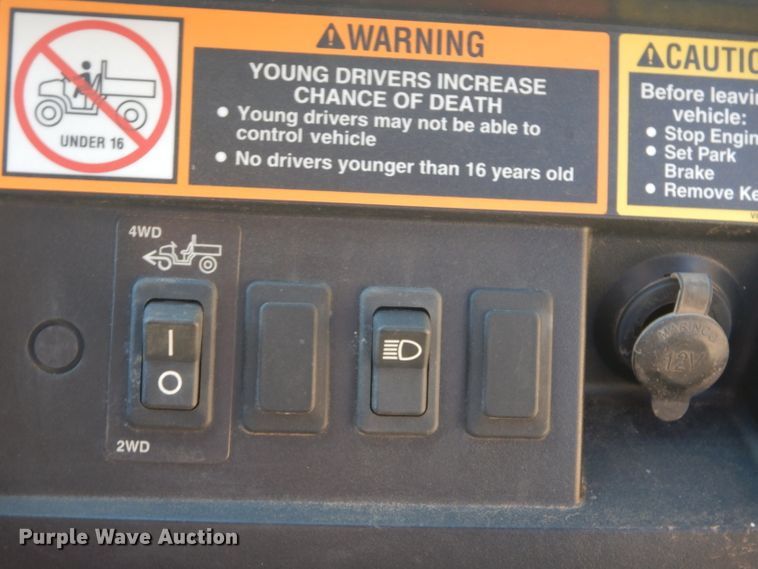 UNDER 16
WARNING
YOUNG DRIVERS INCREASE
CHANCE OF DEATH
• Young drivers may not be able to
control vehicle
• No drivers younger than 16 years old
CAUTIO
Before leavin
vehicle:
• Stop Engin
• Set Park
Brake
• Remove Ke
4WD
I
O
2WD
MARINCO
12V
Purple Wave Auction